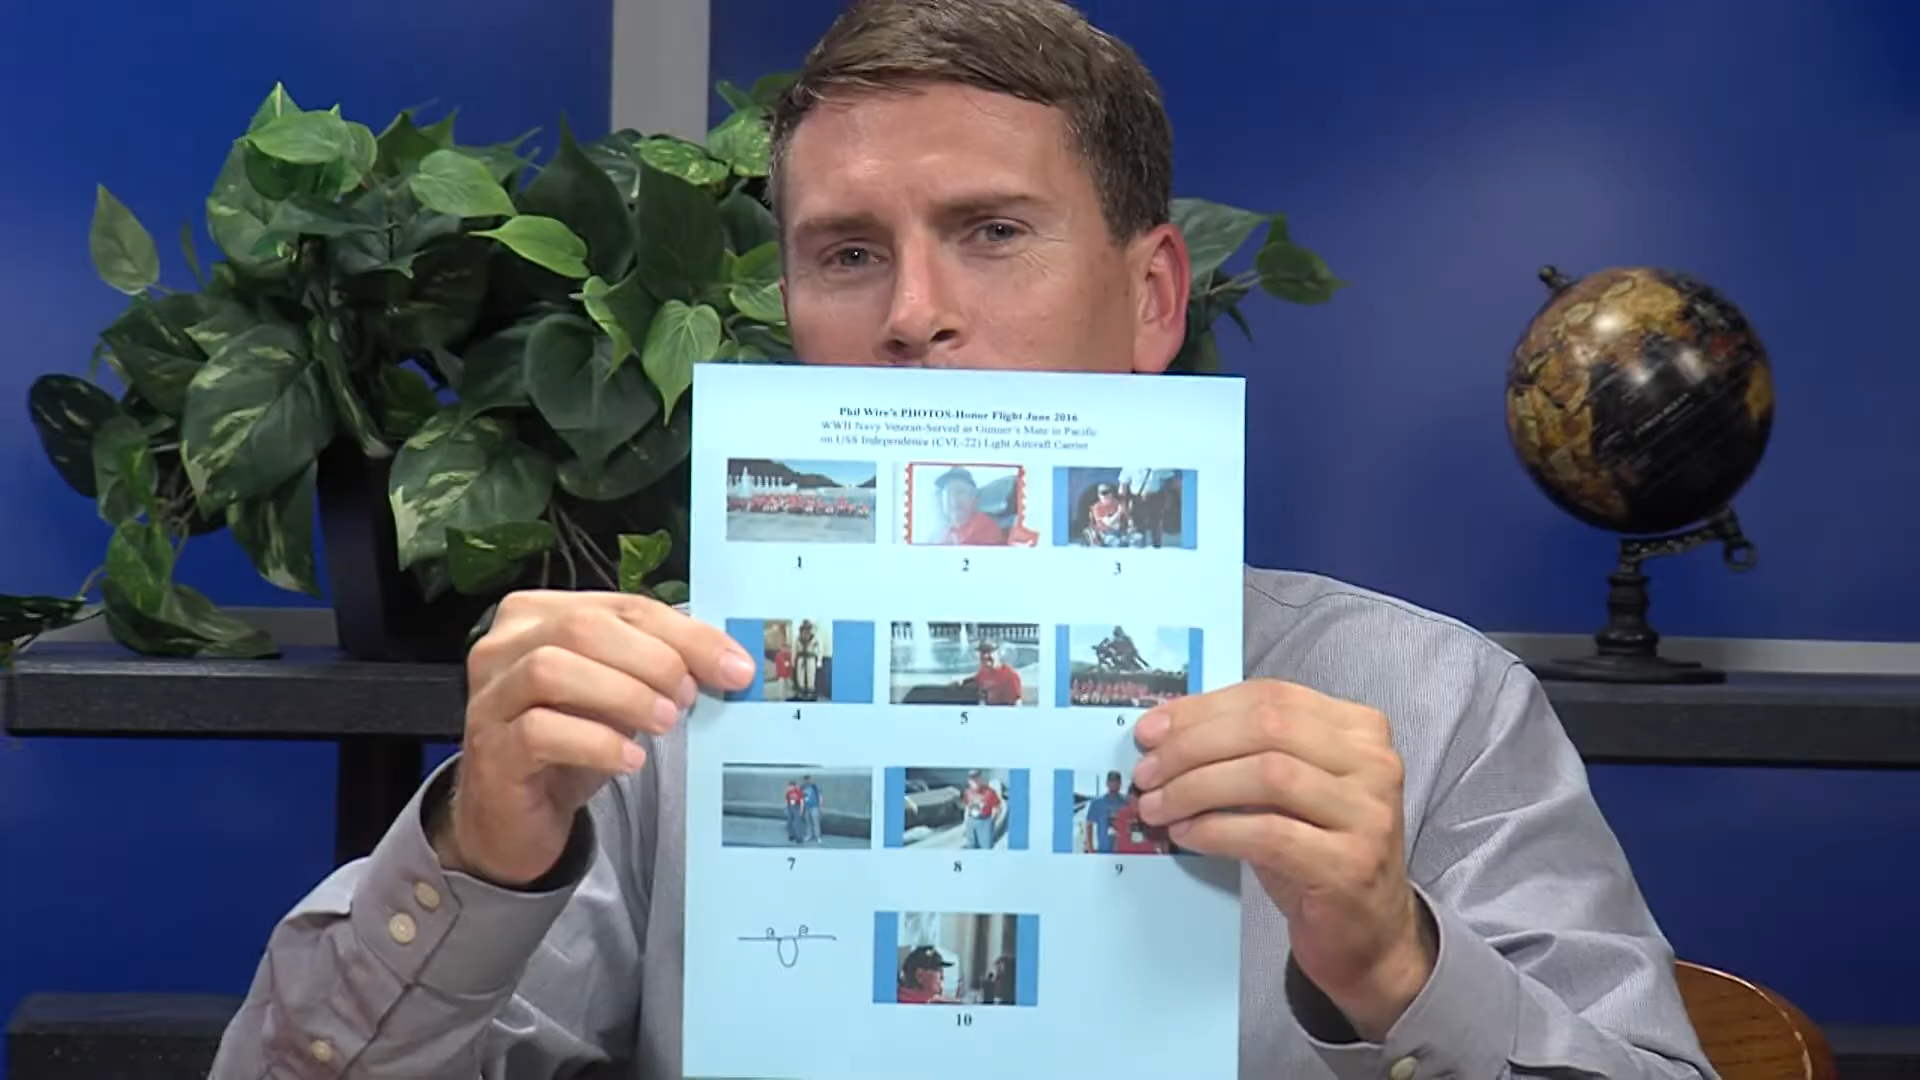 Phil Wire's PHOTOS-Honor Flight June 2016
WWII Navy Veteran-Served as Gunner's Mate in Pacific
on USS Independence (CVL-22) Light Aircraft Carrier
1 2 3
4 5 6
7 8 9
10